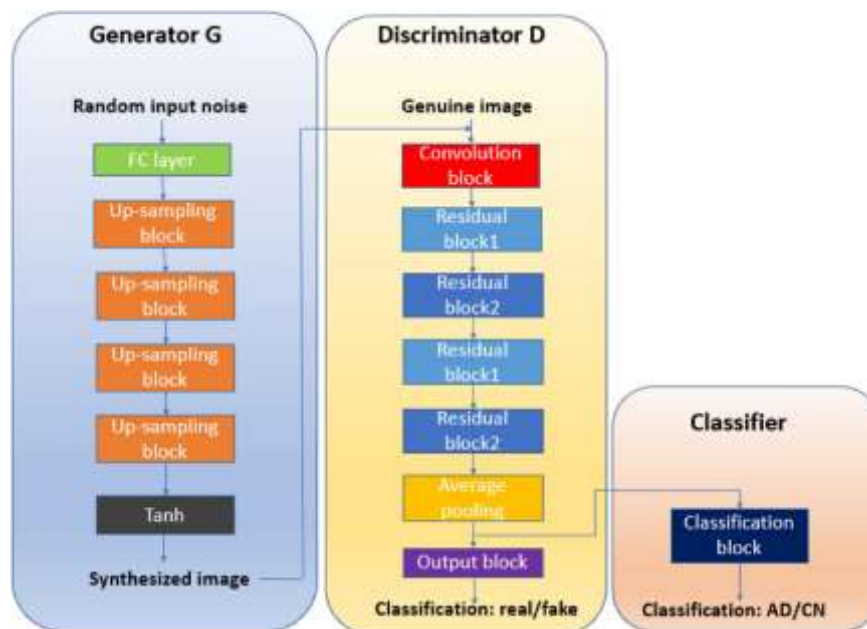 Generator G
Random input noise
FC layer
Up-sampling
block
Up-sampling
block
Up-sampling
block
Up-sampling
block
Tanh
Synthesized image
Discriminator D
Genuine image
Convolution
block
Residual
block1
Residual
block2
Residual
block1
Residual
block2
Average
pooling
Output block
Classification: real/fake
Classifier
Classification
block
Classification: AD/CN